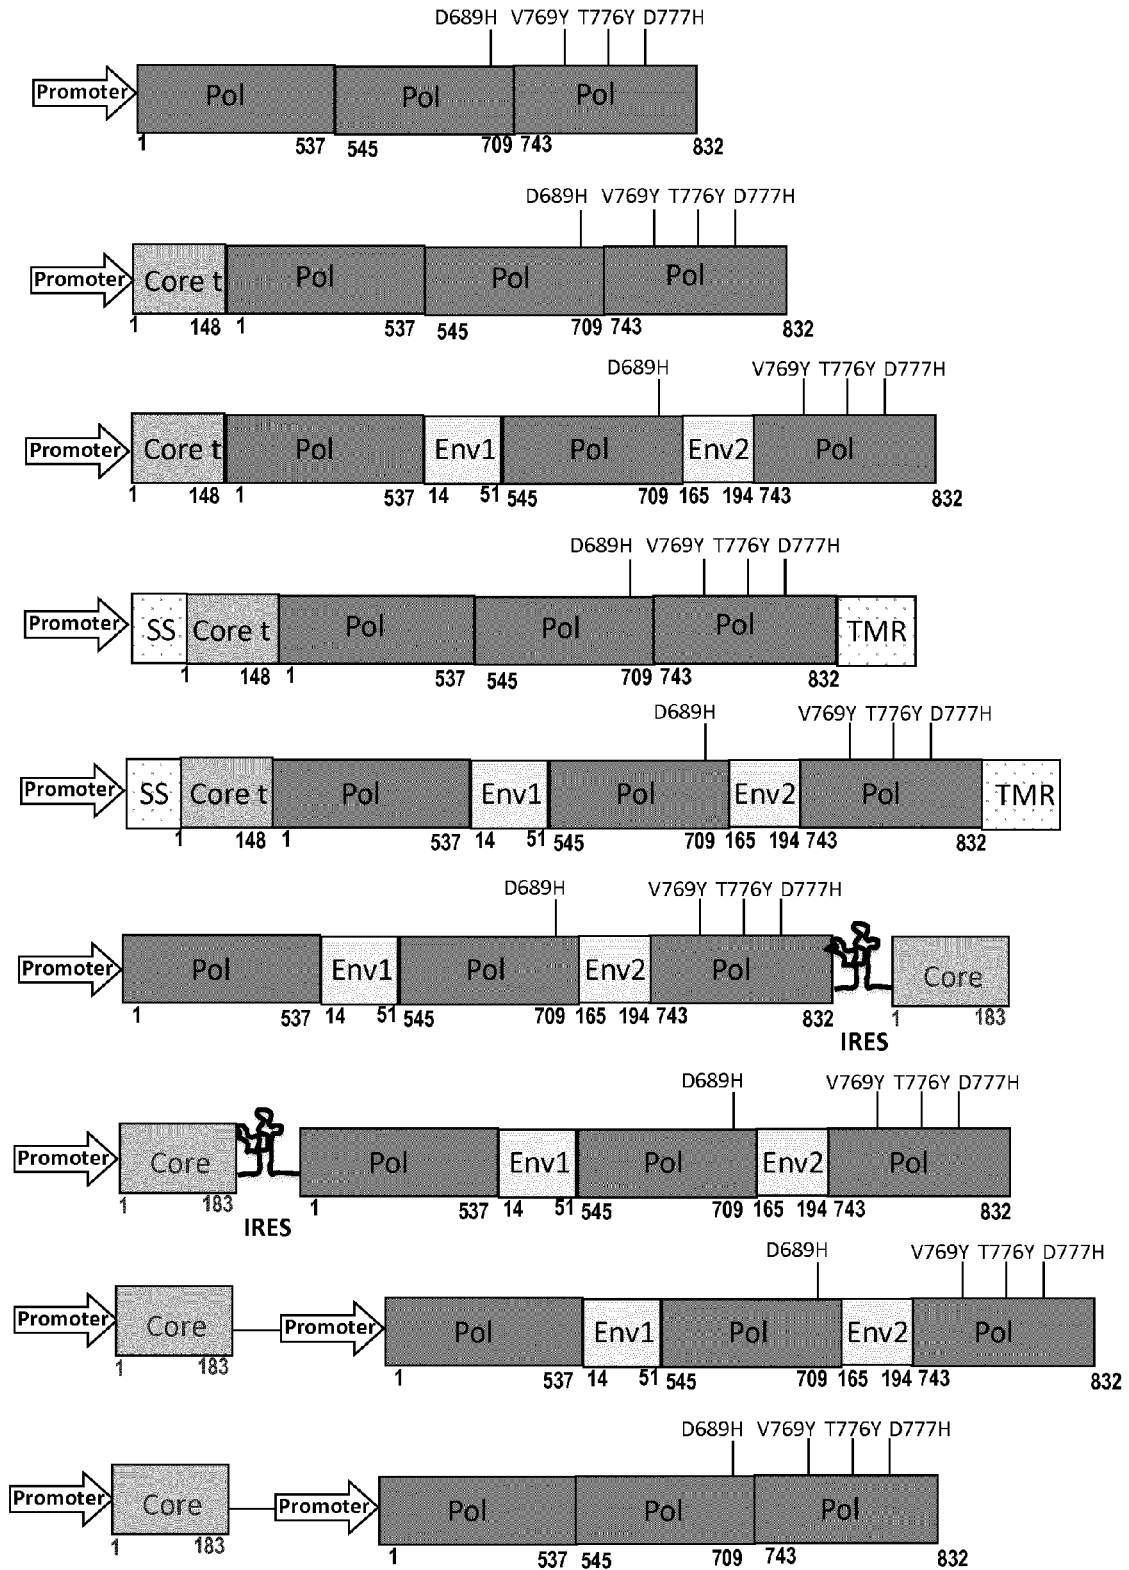 D689H V769Y T776Y D777H
Promoter Pol Pol Pol
1 537 545 709 743 832
D689H V769Y T776Y D777H
Promoter Core t Pol Pol Pol
1 148 1 537 545 709 743 832
D689H V769Y T776Y D777H
Promoter Core t Pol Env1 Pol Env2 Pol
1 148 1 537 14 51 545 709 165 194 743 832
D689H V769Y T776Y D777H
Promoter SS Core t Pol Pol Pol TMR
1 148 1 537 545 709 743 832
D689H V769Y T776Y D777H
Promoter SS Core t Pol Env1 Pol Env2 Pol TMR
1 148 1 537 14 51 545 709 165 194 743 832
D689H V769Y T776Y D777H
Promoter Pol Env1 Pol Env2 Pol Core
1 537 14 51 545 709 165 194 743 832 1 183
IRES
D689H V769Y T776Y D777H
Promoter Core Pol Env1 Pol Env2 Pol
1 183 1 537 14 51 545 709 165 194 743 832
IRES
D689H V769Y T776Y D777H
Promoter Core Promoter Pol Env1 Pol Env2 Pol
1 183 1 537 14 51 545 709 165 194 743 832
D689H V769Y T776Y D777H
Promoter Core Promoter Pol Pol Pol
1 183 1 537 545 709 743 832